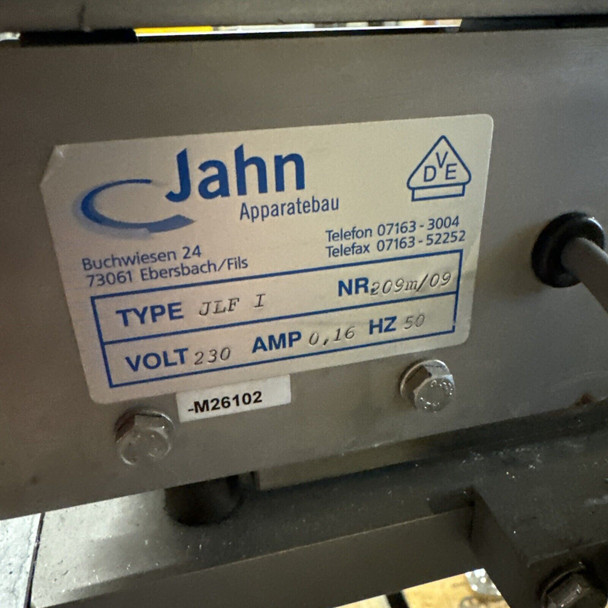 Jahn
Apparatebau
DVE
Buchwiesen 24
73061 Ebersbach/Fils
Telefon 07163 - 3004
Telefax 07163 - 52252
TYPE JLF I NR 209m/09
VOLT 230 AMP 0,16 HZ 50
-M26102